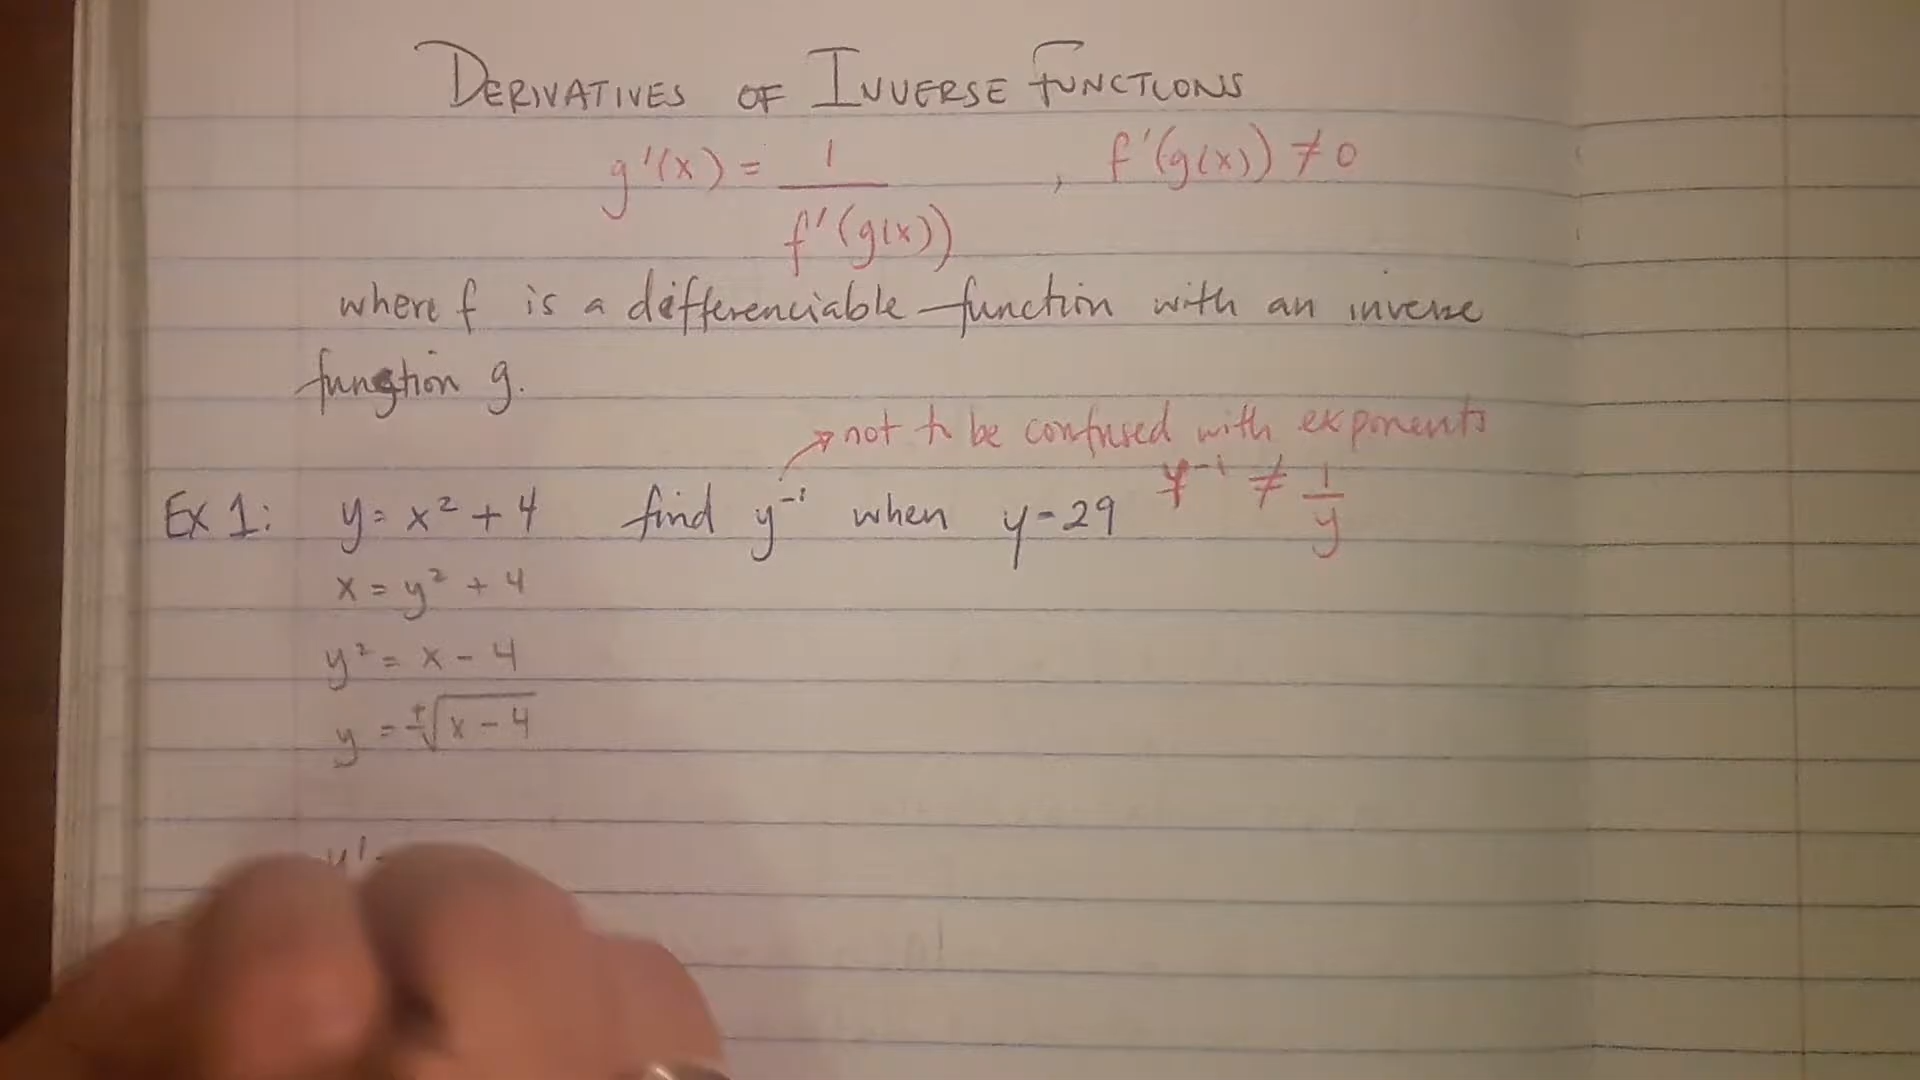 DERIVATIVES OF INVERSE FUNCTIONS
g'(x) = 1 / f'(g(x)) , f'(g(x)) ≠ 0
where f is a differenciable function with an inverse
function g.
not to be confused with exponents
Ex 1: y = x² + 4 find y⁻¹ when y = 29 y⁻¹ ≠ 1/y
x = y² + 4
y² = x - 4
y = ±√(x - 4)